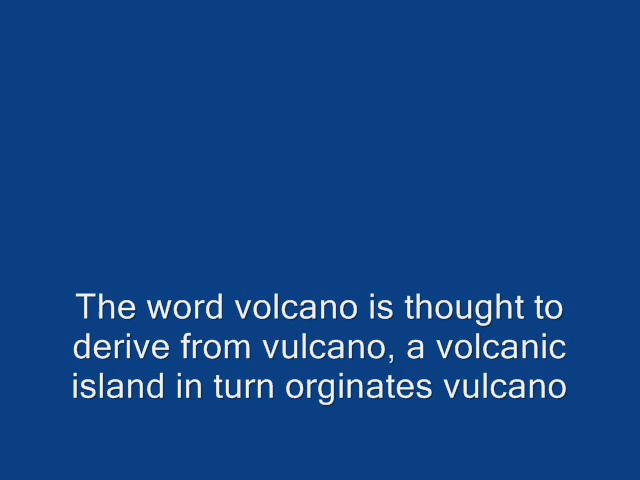 The word volcano is thought to
derive from vulcano, a volcanic
island in turn orginates vulcano